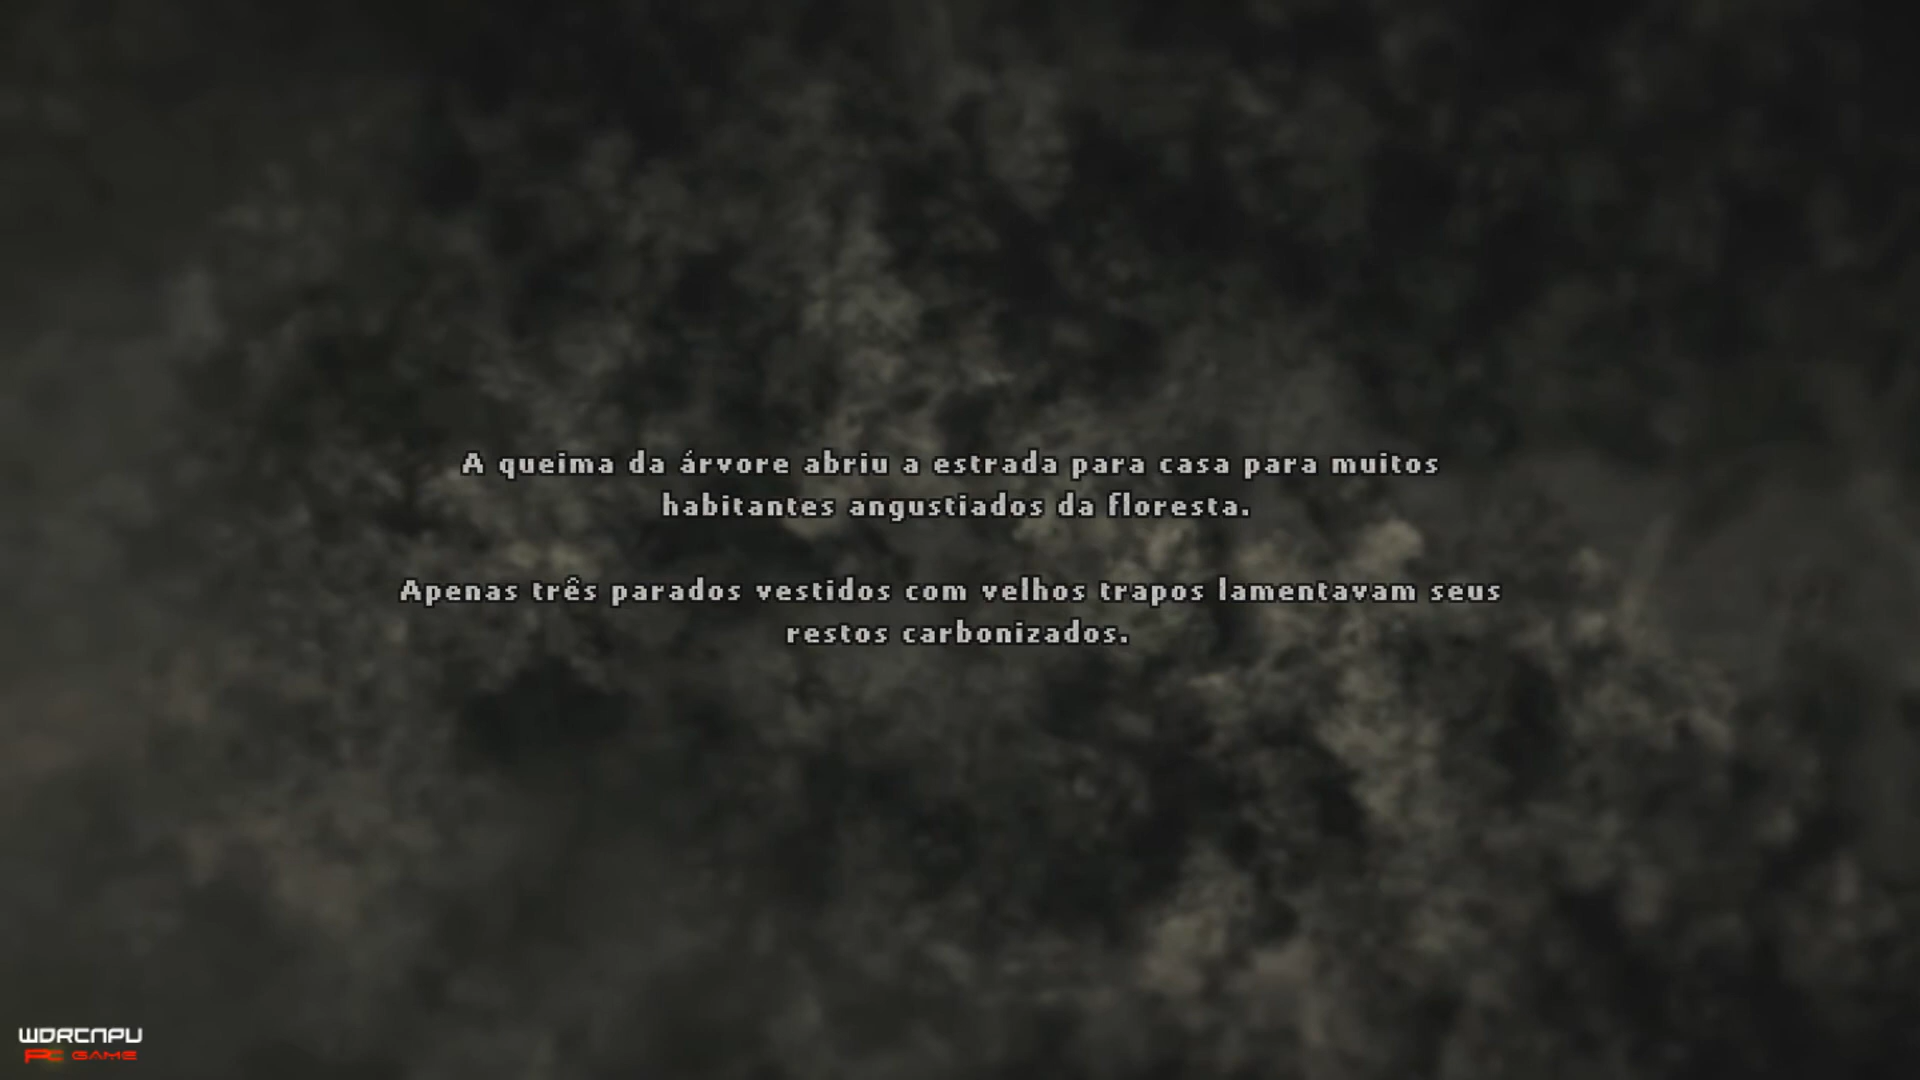 A queima da árvore abriu a estrada para casa para muitos
habitantes angustiados da floresta.
Apenas três parados vestidos com velhos trapos lamentavam seus
restos carbonizados.
WDRCNPU
PC GAME